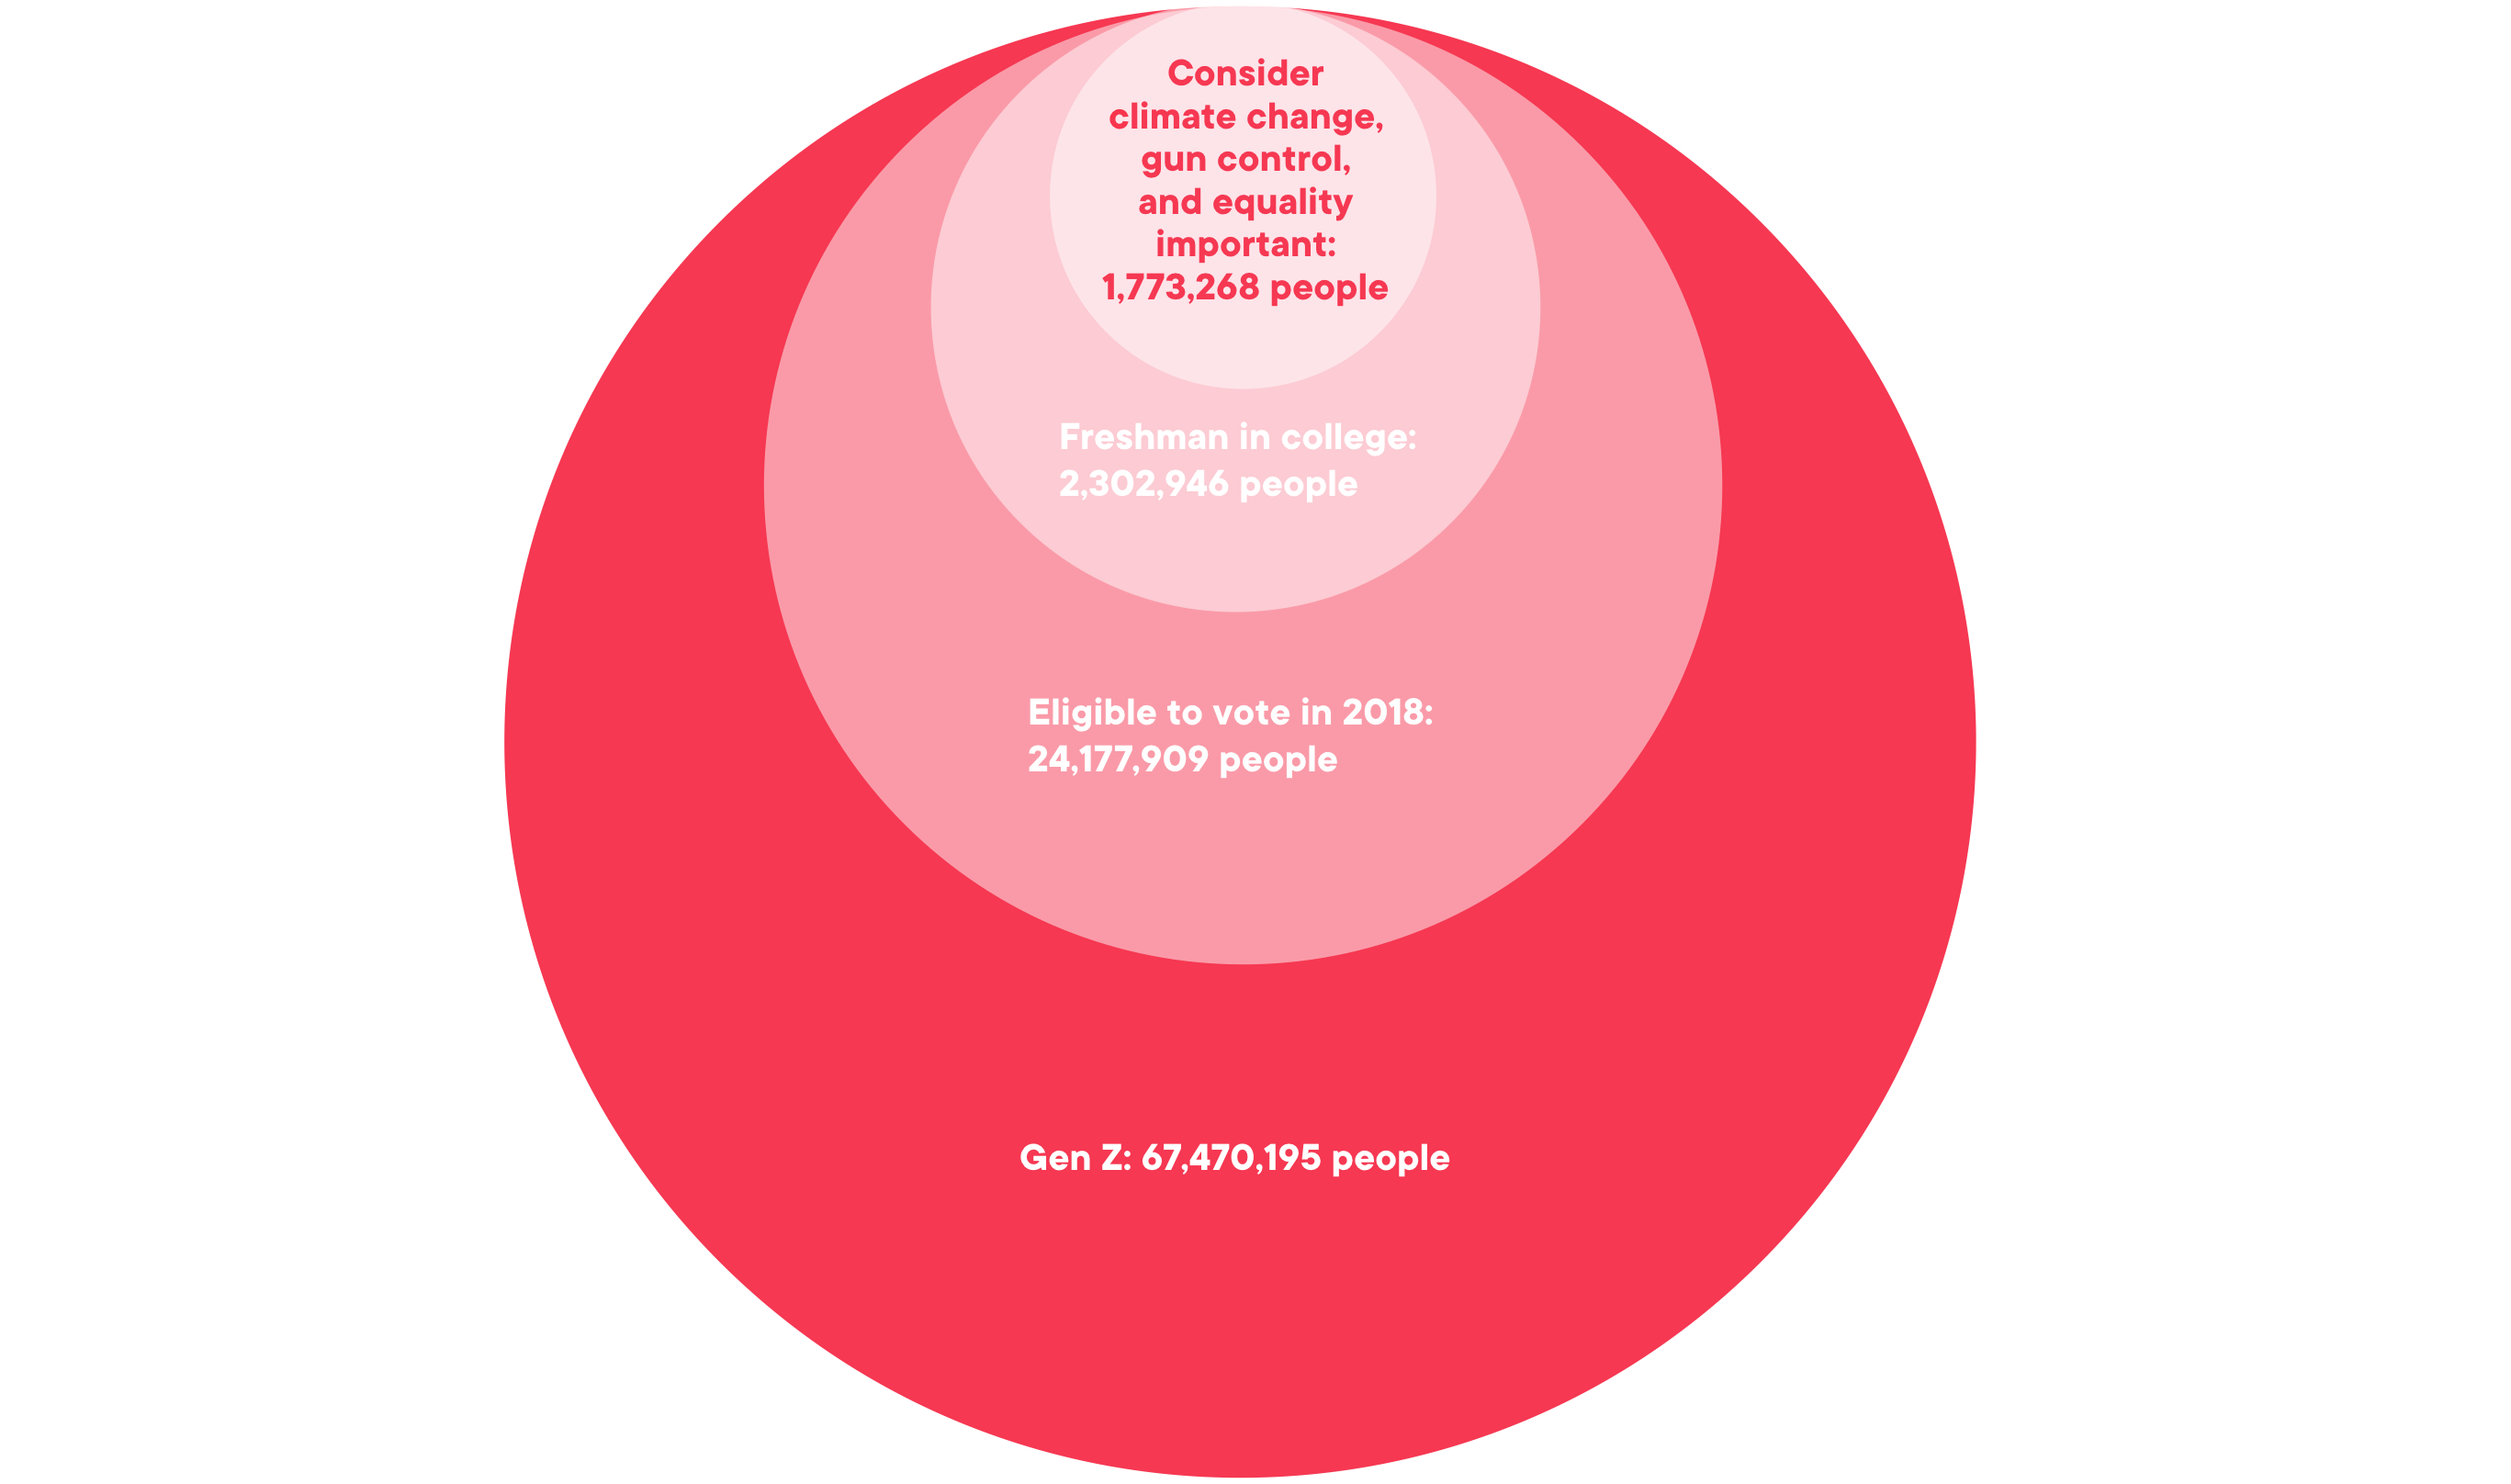 Consider
climate change,
gun control,
and equality
important:
1,773,268 people
Freshman in college:
2,302,946 people
Eligible to vote in 2018:
24,177,909 people
Gen Z: 67,470,195 people